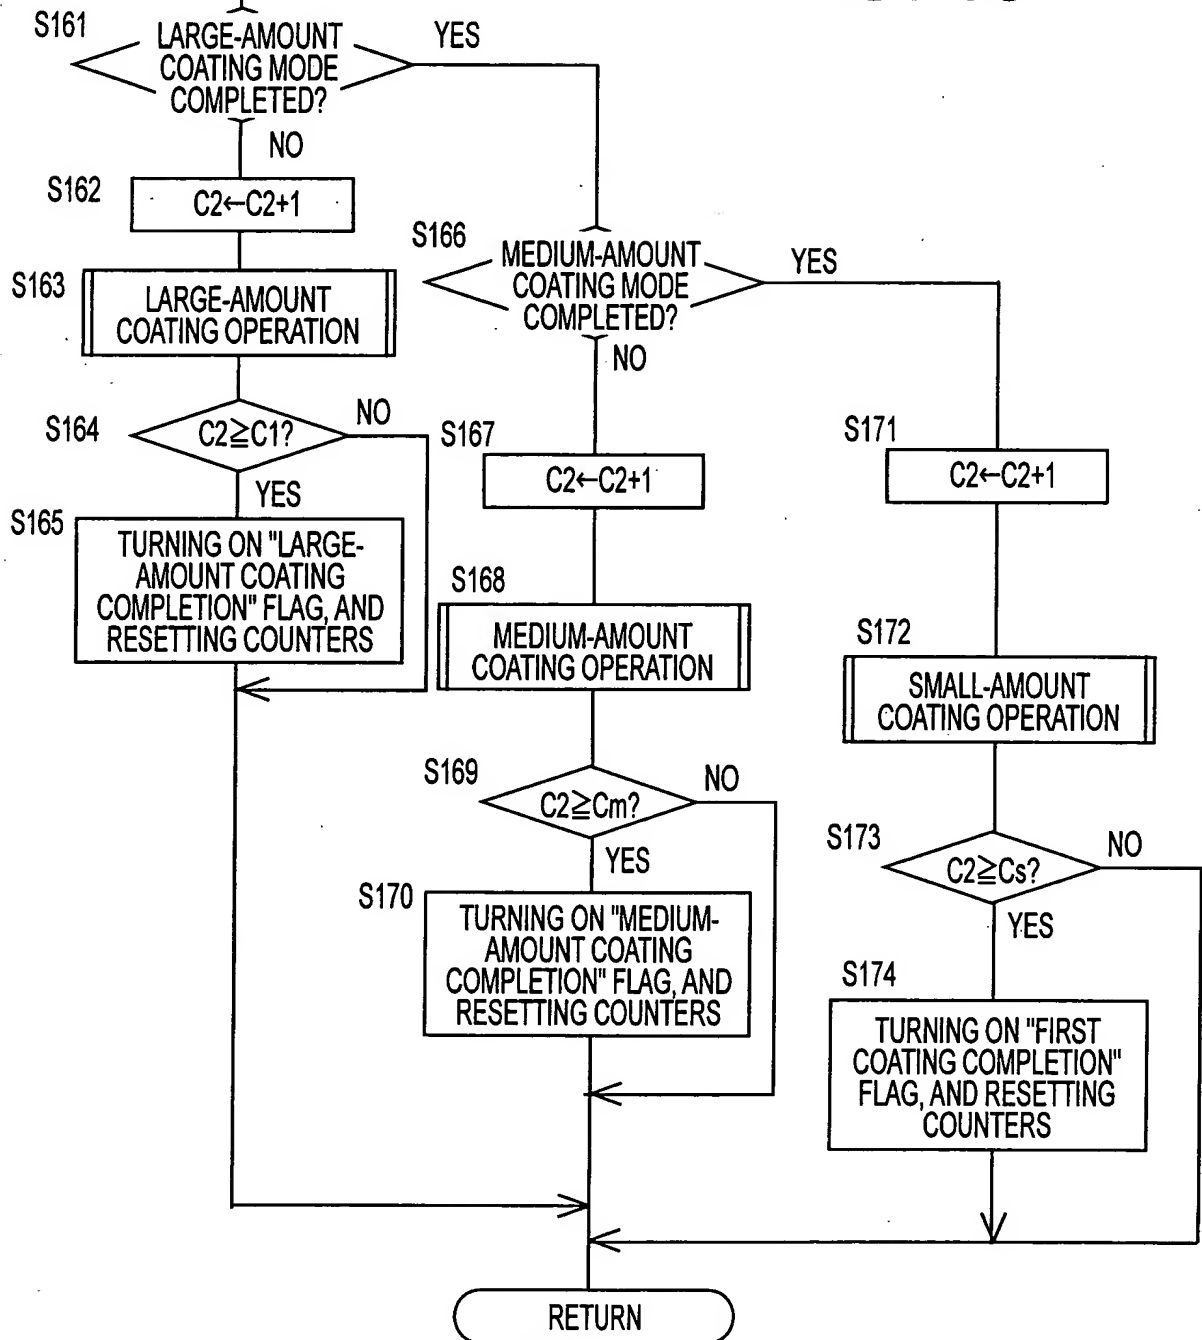 S161
LARGE-AMOUNT
COATING MODE
COMPLETED?
YES
NO
S162
C2←C2+1
S163
LARGE-AMOUNT
COATING OPERATION
S164
C2≧C1?
NO
YES
S165
TURNING ON "LARGE-
AMOUNT COATING
COMPLETION" FLAG, AND
RESETTING COUNTERS
S166
MEDIUM-AMOUNT
COATING MODE
COMPLETED?
YES
NO
S167
C2←C2+1
S168
MEDIUM-AMOUNT
COATING OPERATION
S169
C2≧Cm?
NO
YES
S170
TURNING ON "MEDIUM-
AMOUNT COATING
COMPLETION" FLAG, AND
RESETTING COUNTERS
S171
C2←C2+1
S172
SMALL-AMOUNT
COATING OPERATION
S173
C2≧Cs?
NO
YES
S174
TURNING ON "FIRST
COATING COMPLETION"
FLAG, AND RESETTING
COUNTERS
RETURN